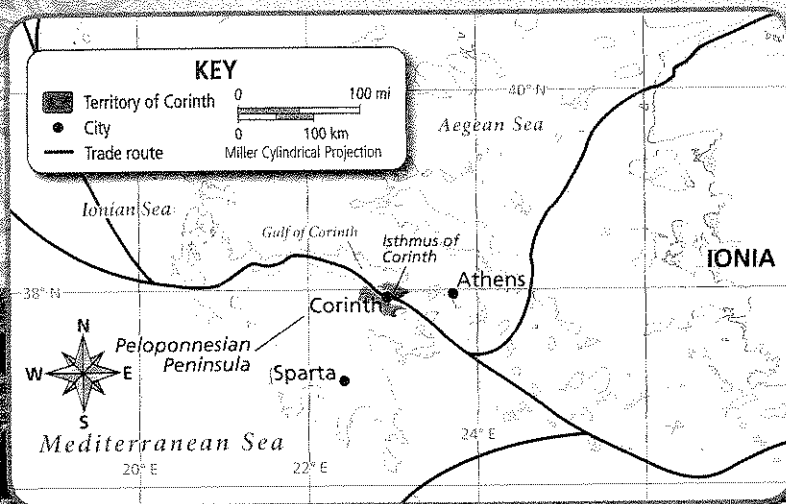 KEY
Territory of Corinth
0 100 mi
City
0 100 km
Trade route
Miller Cylindrical Projection
40° N
Aegean Sea
Ionian Sea
Gulf of Corinth
Isthmus of
Corinth
IONIA
Athens
38° N
Corinth
Peloponnesian
Peninsula
N
W E
S
Sparta
Mediterranean Sea
24° E
20° E
22° E